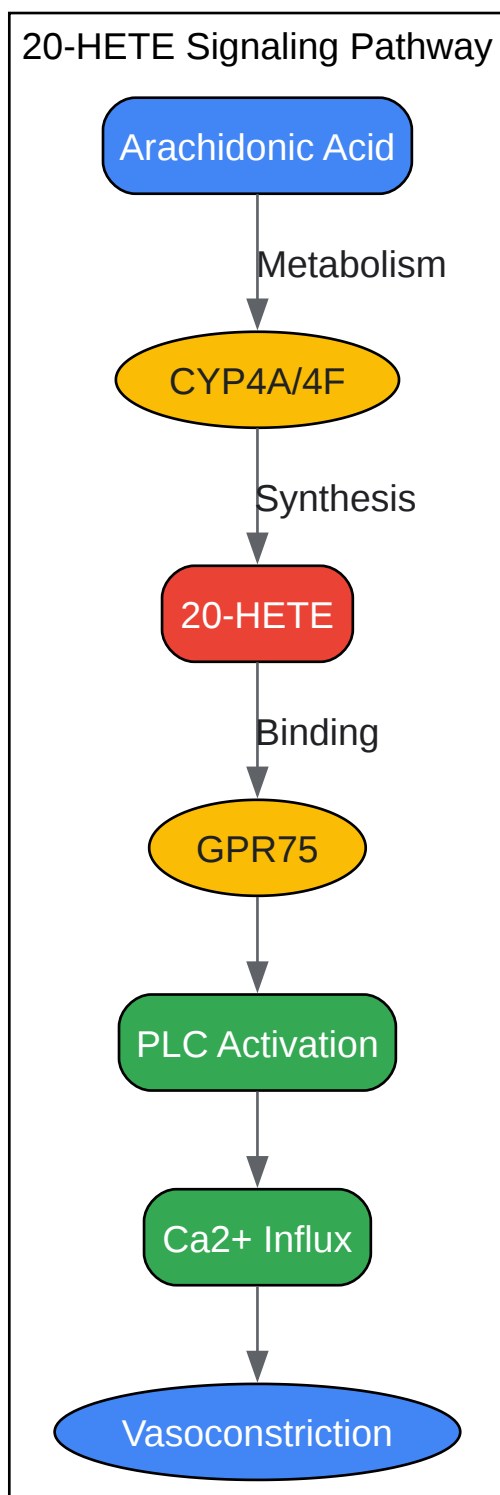 20-HETE Signaling Pathway
Arachidonic Acid
Metabolism
CYP4A/4F
Synthesis
20-HETE
Binding
GPR75
PLC Activation
Ca2+ Influx
Vasoconstriction